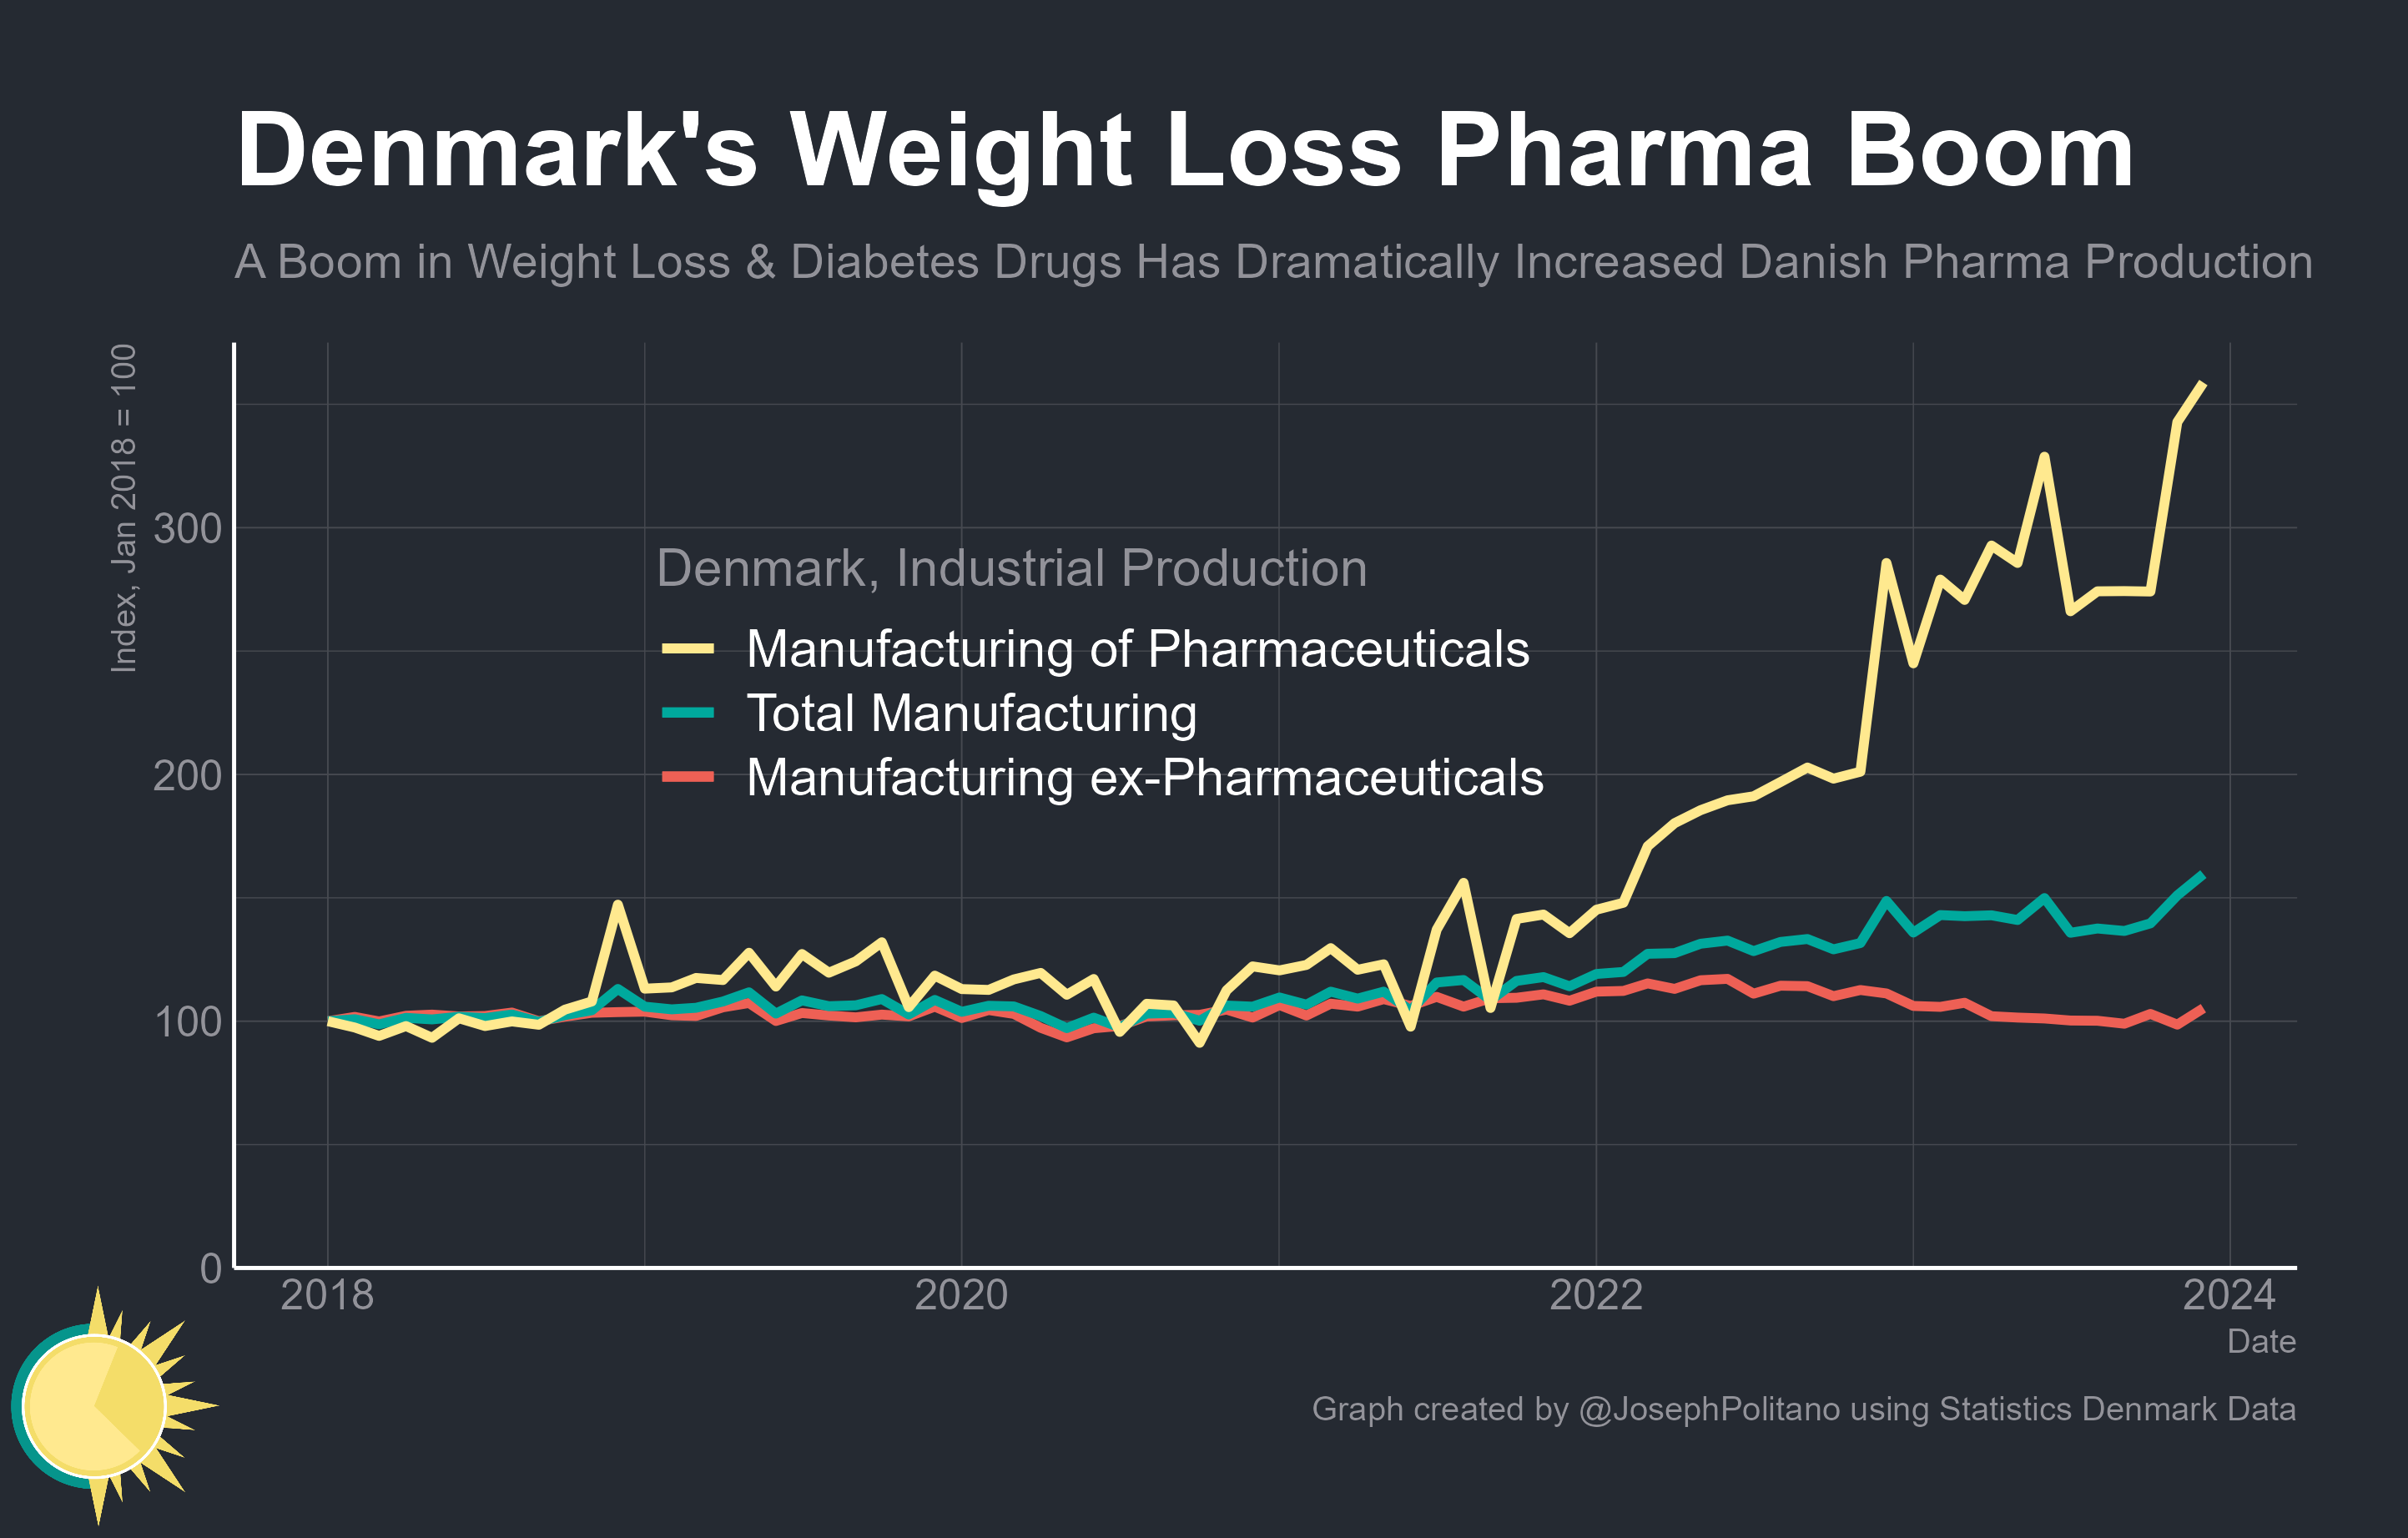 Denmark's Weight Loss Pharma Boom
A Boom in Weight Loss & Diabetes Drugs Has Dramatically Increased Danish Pharma Production
Index, Jan 2018 = 100
300
200
100
0
Denmark, Industrial Production
Manufacturing of Pharmaceuticals
Total Manufacturing
Manufacturing ex-Pharmaceuticals
2018 2020 2022 2024
Date
Graph created by @JosephPolitano using Statistics Denmark Data